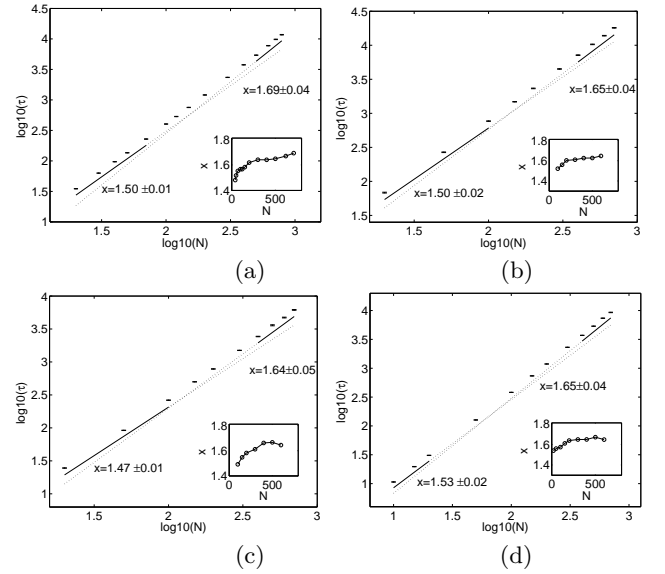 4.5
4
3.5
3
2.5
2
1.5
1
log10(τ)
x=1.69±0.04
x=1.50 ±0.01
1.8
1.6
1.4
x
0 500
N
1.5 2 2.5 3
log10(N)
(a)
4.5
4
3.5
3
2.5
2
1.5
log10(τ)
x=1.65±0.04
x=1.50 ±0.02
1.8
1.6
1.4
x
0 500
N
1.5 2 2.5 3
log10(N)
(b)
4
3.5
3
2.5
2
1.5
1
log10(τ)
x=1.64±0.05
x=1.47 ±0.01
1.8
1.6
1.4
x
0 500
N
1.5 2 2.5 3
log10(N)
(c)
4
3.5
3
2.5
2
1.5
1
log10(τ)
x=1.65±0.04
x=1.53 ±0.02
1.8
1.6
1.4
x
0 500
N
1 1.5 2 2.5 3
log10(N)
(d)